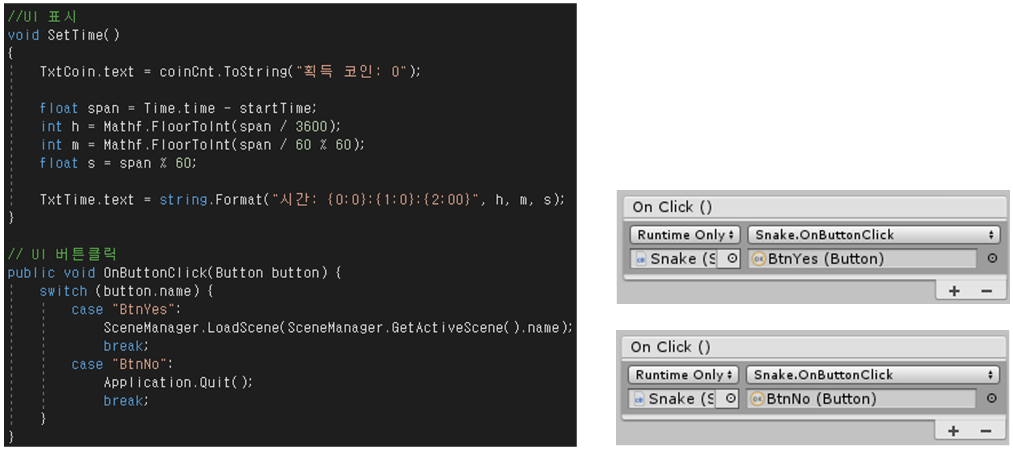 //UI 표시
void SetTime()
{
TxtCoin.text = coinCnt.ToString("획득 코인: 0");
float span = Time.time - startTime;
int h = Mathf.FloorToInt(span / 3600);
int m = Mathf.FloorToInt(span / 60 % 60);
float s = span % 60;
TxtTime.text = string.Format("시간: {0:0}:{1:0}:{2:00}", h, m, s);
}
// UI 버튼클릭
public void OnButtonClick(Button button) {
switch (button.name) {
case "BtnYes":
SceneManager.LoadScene(SceneManager.GetActiveScene().name);
break;
case "BtnNo":
Application.Quit();
break;
}
}
On Click ()
Runtime Only Snake.OnButtonClick
Snake (S BtnYes (Button)
+ −
On Click ()
Runtime Only Snake.OnButtonClick
Snake (S BtnNo (Button)
+ −